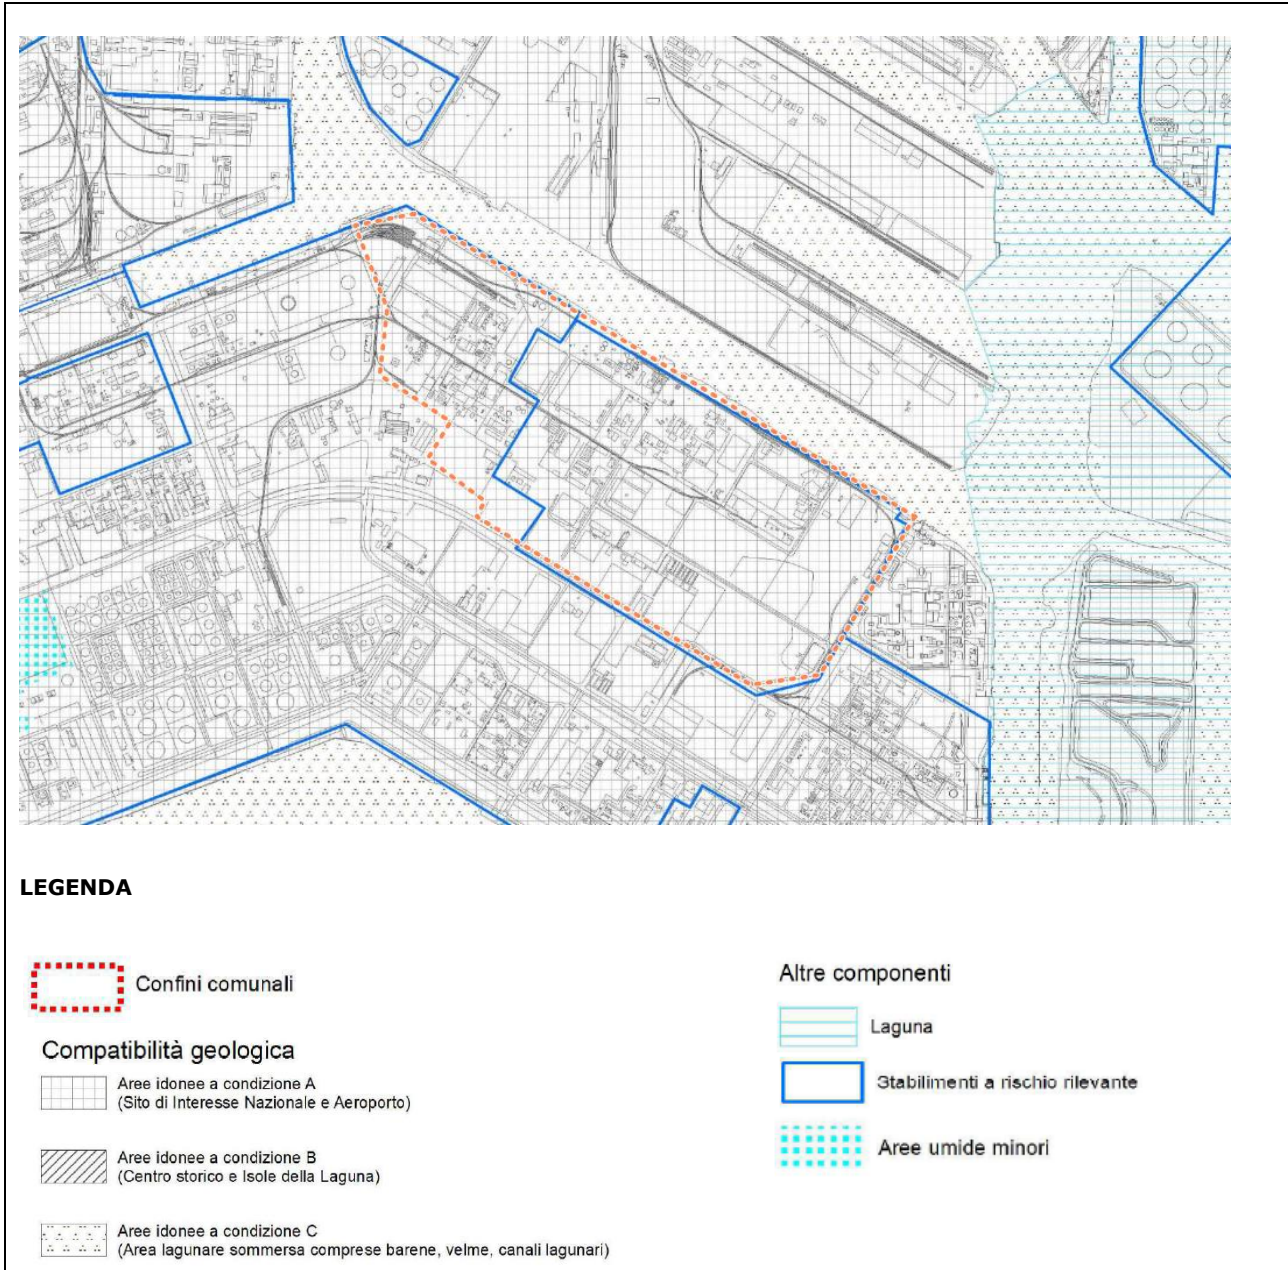 LEGENDA
Confini comunali
Compatibilità geologica
Aree idonee a condizione A
(Sito di Interesse Nazionale e Aeroporto)
Aree idonee a condizione B
(Centro storico e Isole della Laguna)
Aree idonee a condizione C
(Area lagunare sommersa comprese barene, velme, canali lagunari)
Altre componenti
Laguna
Stabilimenti a rischio rilevante
Aree umide minori